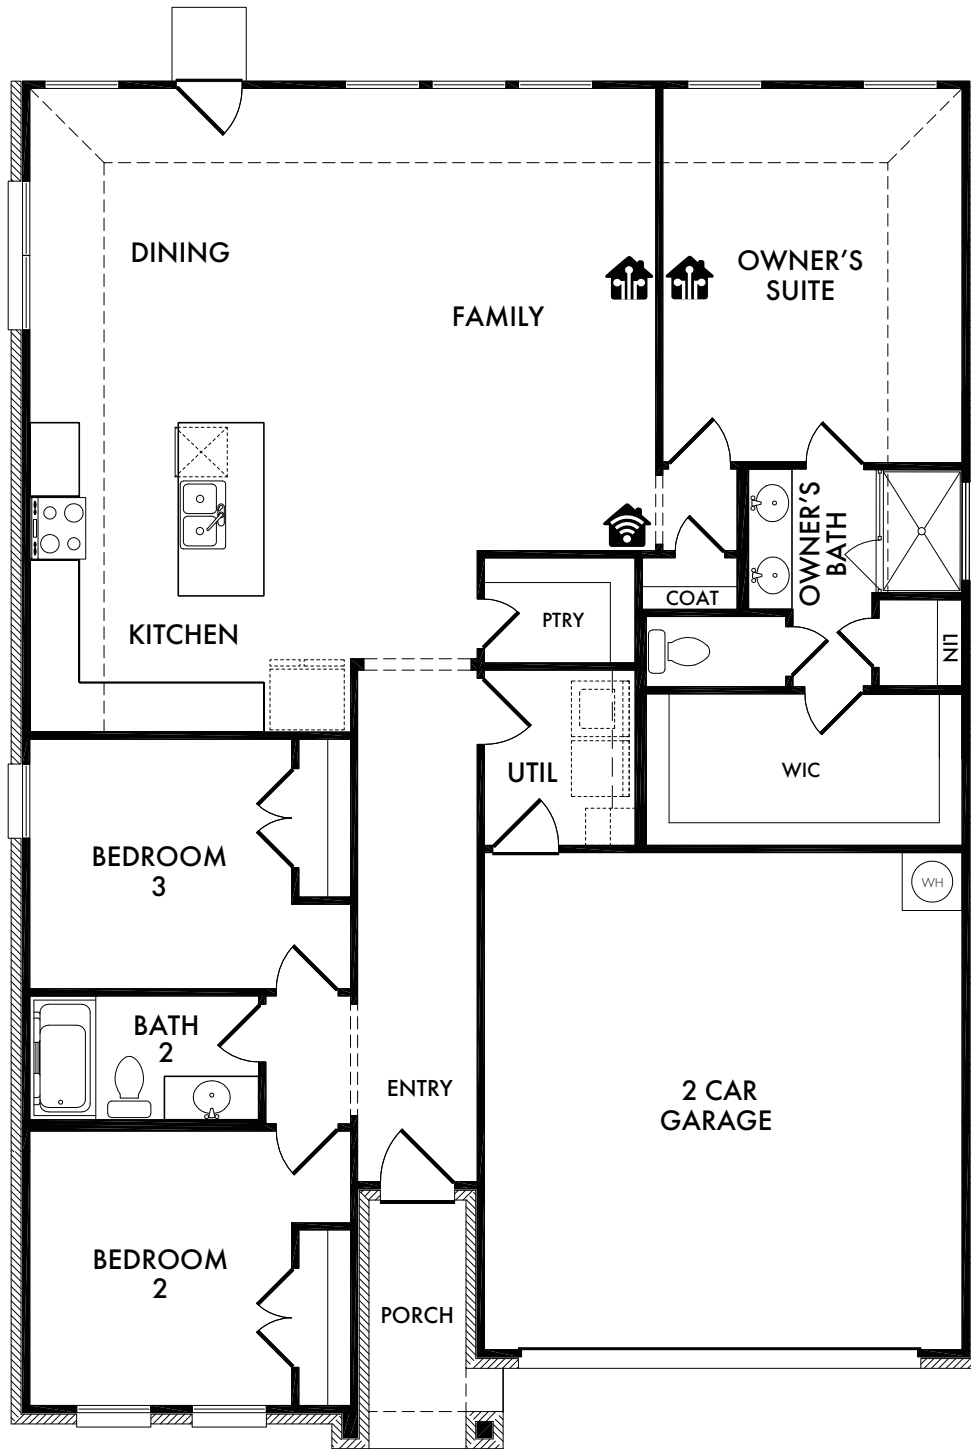 DINING
OWNER'S
SUITE
FAMILY
OWNER'S
BATH
COAT
PTRY
KITCHEN
LIN
UTIL
WIC
BEDROOM
3
WH
BATH
2
ENTRY
2 CAR
GARAGE
BEDROOM
2
PORCH